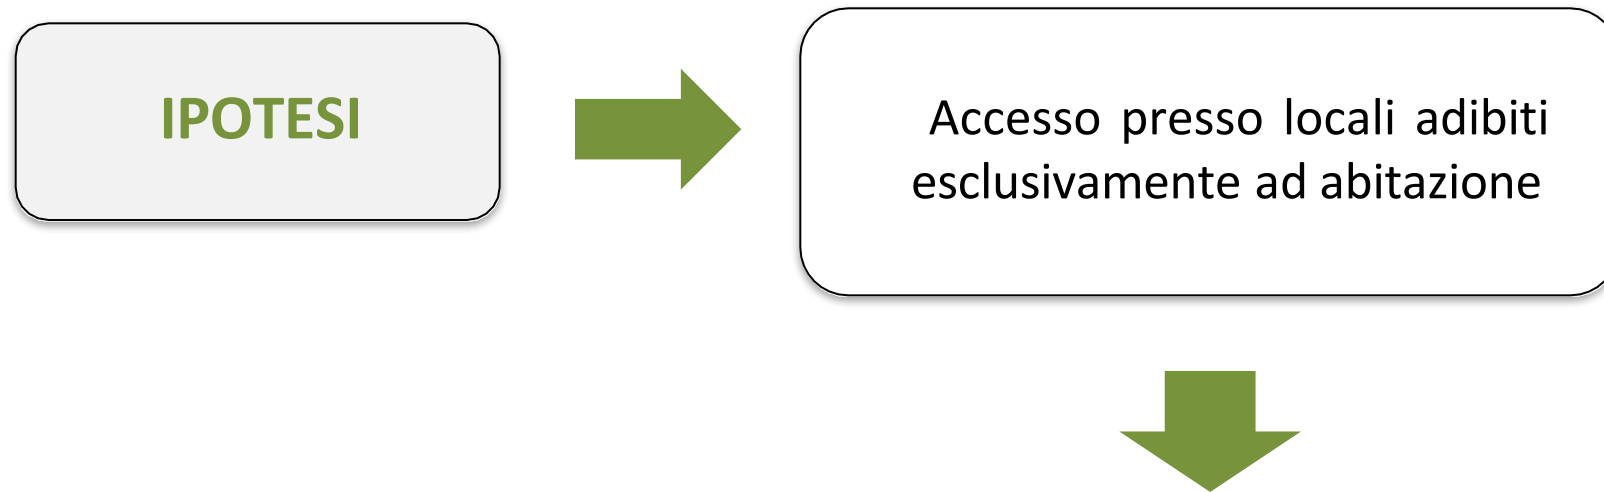 IPOTESI
Accesso presso locali adibiti
esclusivamente ad abitazione